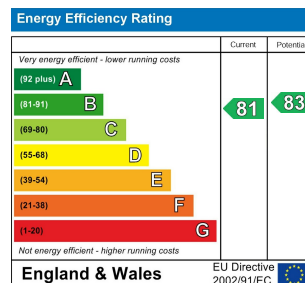 Energy Efficiency Rating
Current Potentia
Very energy efficient - lower running costs
(92 plus) A
(81-91) B
81 83
(69-80) C
(55-68) D
(39-54) E
(21-38) F
(1-20) G
Not energy efficient - higher running costs
England & Wales
EU Directive
2002/91/EC